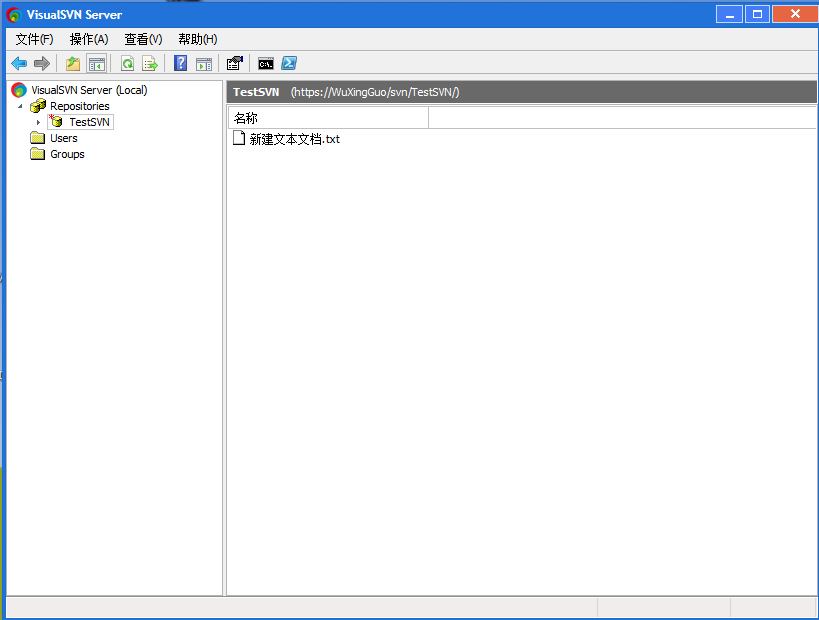 VisualSVN Server
文件(F) 操作(A) 查看(V) 帮助(H)
VisualSVN Server (Local)
Repositories
TestSVN
Users
Groups
TestSVN (https://WuXingGuo/svn/TestSVN/)
名称
新建文本文档.txt